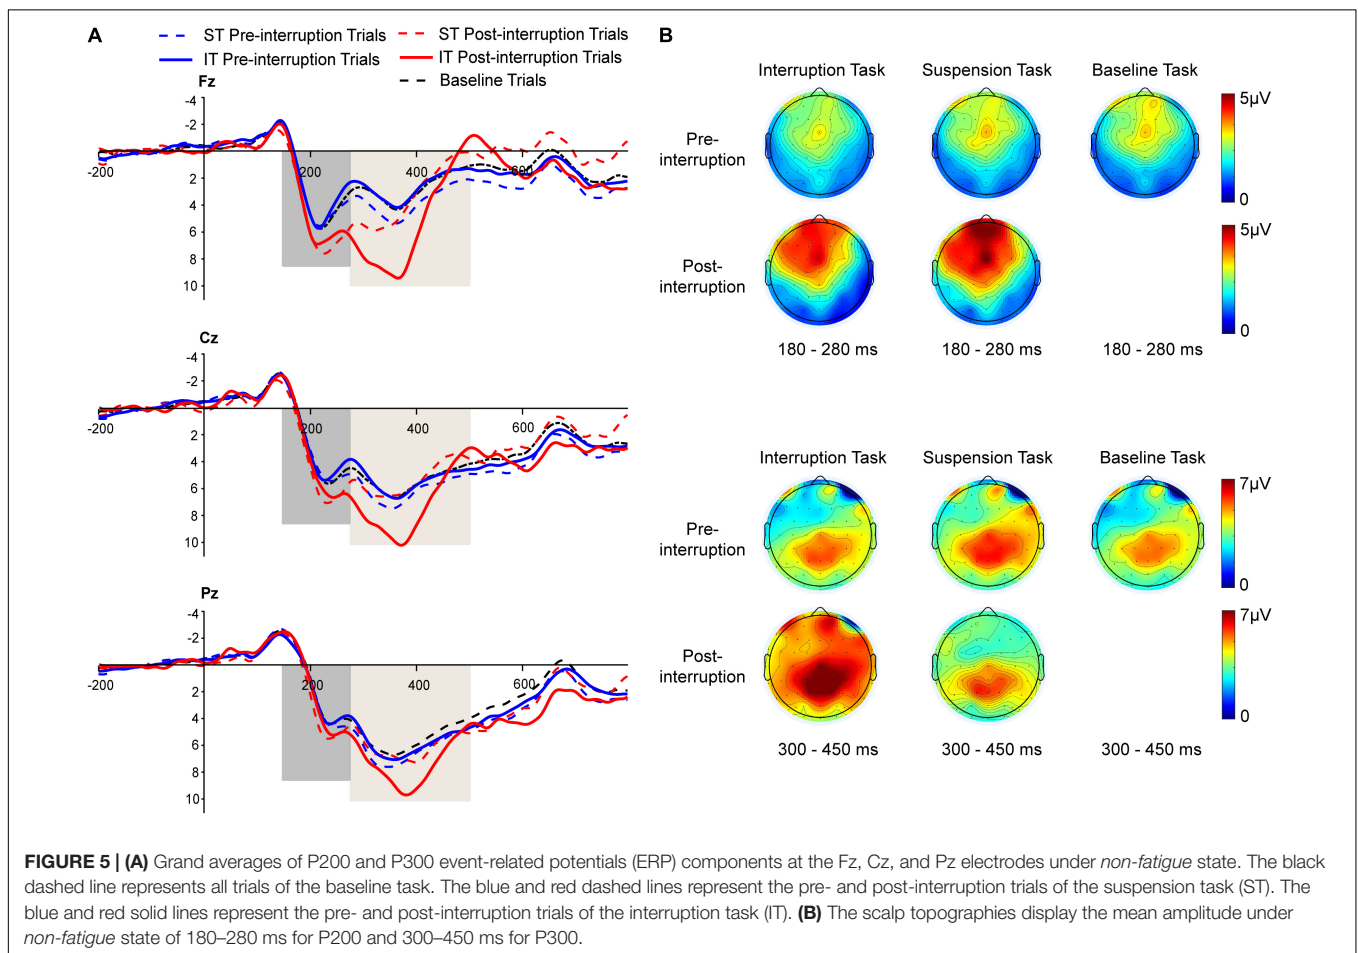 A
ST Pre-interruption Trials
ST Post-interruption Trials
IT Pre-interruption Trials
IT Post-interruption Trials
Baseline Trials
Fz
-4
-2
-200
200
400
600
2
4
6
8
10
Cz
-4
-2
-200
200
400
600
2
4
6
8
10
Pz
-4
-2
-200
200
400
600
2
4
6
8
10
B
Interruption Task
Suspension Task
Baseline Task
Pre-
interruption
5µV
0
Post-
interruption
5µV
0
180 - 280 ms
180 - 280 ms
180 - 280 ms
Interruption Task
Suspension Task
Baseline Task
Pre-
interruption
7µV
0
Post-
interruption
7µV
0
300 - 450 ms
300 - 450 ms
300 - 450 ms
FIGURE 5 | (A) Grand averages of P200 and P300 event-related potentials (ERP) components at the Fz, Cz, and Pz electrodes under non-fatigue state. The black
dashed line represents all trials of the baseline task. The blue and red dashed lines represent the pre- and post-interruption trials of the suspension task (ST). The
blue and red solid lines represent the pre- and post-interruption trials of the interruption task (IT). (B) The scalp topographies display the mean amplitude under
non-fatigue state of 180–280 ms for P200 and 300–450 ms for P300.